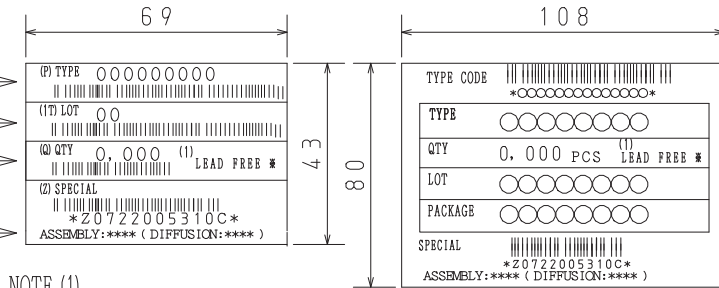 69
(P) TYPE 000000000
(1T) LOT 00
(Q) QTY 0,000 (1) LEAD FREE *
(Z) SPECIAL
*Z0722005310C*
ASSEMBLY:**** ( DIFFUSION:**** )
43
80
108
TYPE CODE
*○○○○○○○○○○○○○○*
TYPE ○○○○○○○○
QTY 0,000 PCS (1) LEAD FREE *
LOT ○○○○○○○○
PACKAGE ○○○○○○○○
SPECIAL
*Z0722005310C*
ASSEMBLY:**** ( DIFFUSION:**** )
NOTE (1)